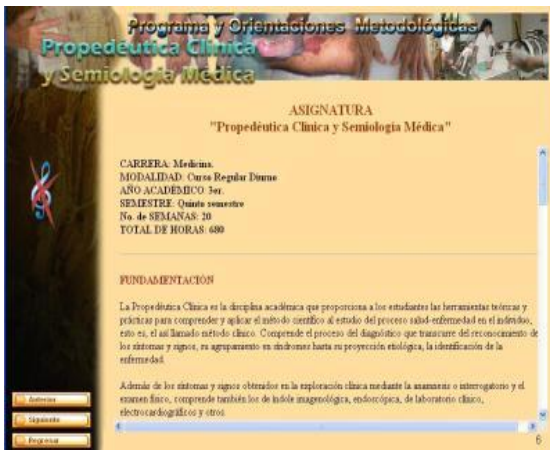 Programa y Orientaciones Metodológicas
Propedéutica Clínica
y Semiología Médica
ASIGNATURA
"Propedéutica Clínica y Semiología Médica"
CARRERA: Medicina.
MODALIDAD: Curso Regular Diurno
AÑO ACADÉMICO: 3er.
SEMESTRE: Quinto semestre
No. de SEMANAS: 20
TOTAL DE HORAS: 680
FUNDAMENTACION
La Propedéutica Clínica es la disciplina académica que proporciona a los estudiantes las herramientas teóricas y
prácticas para comprender y aplicar el método científico al estudio del proceso salud-enfermedad en el individuo,
esto es, el así llamado método clínico. Comprende el proceso del diagnóstico que transcurre del reconocimiento de
los síntomas y signos, su agrupamiento en síndromes hasta su proyección etiológica, la identificación de la
enfermedad.
Además de los síntomas y signos obtenidos en la exploración clínica mediante la anamnesis o interrogatorio y el
examen físico, comprende también los de índole imagenológica, endoscópica, de laboratorio clínico,
electrocardiográficos y otros.
Anterior
Siguiente
Regresar
6